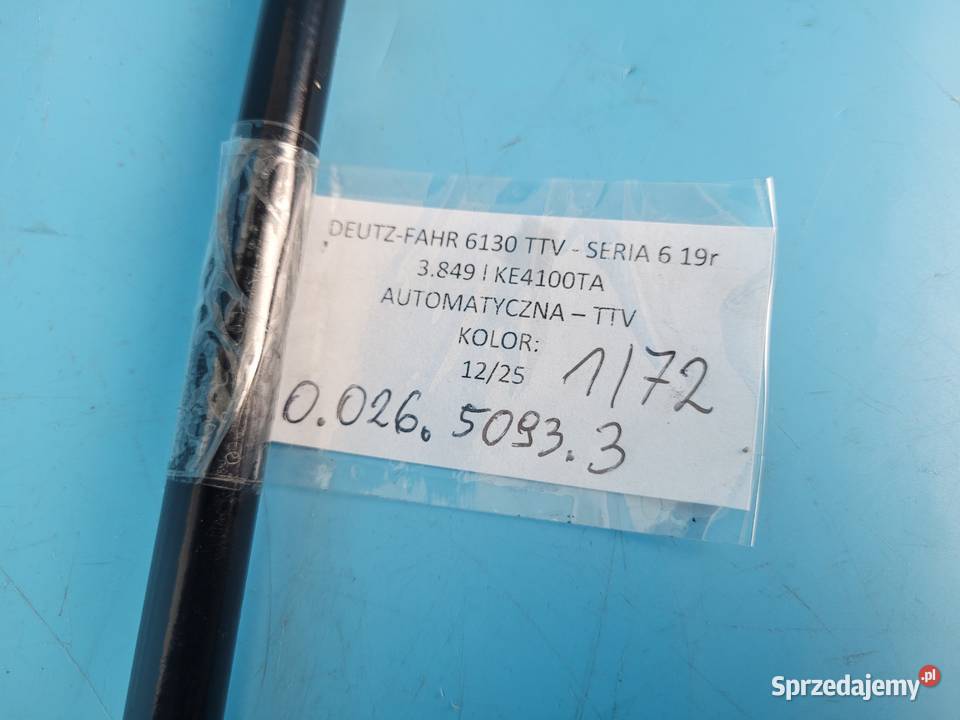 DEUTZ-FAHR 6130 TTV - SERIA 6 19r
3.849 l KE4100TA
AUTOMATYCZNA – TTV
KOLOR:
12/25 1/72
0.026.5093.3
Sprzedajemy.pl